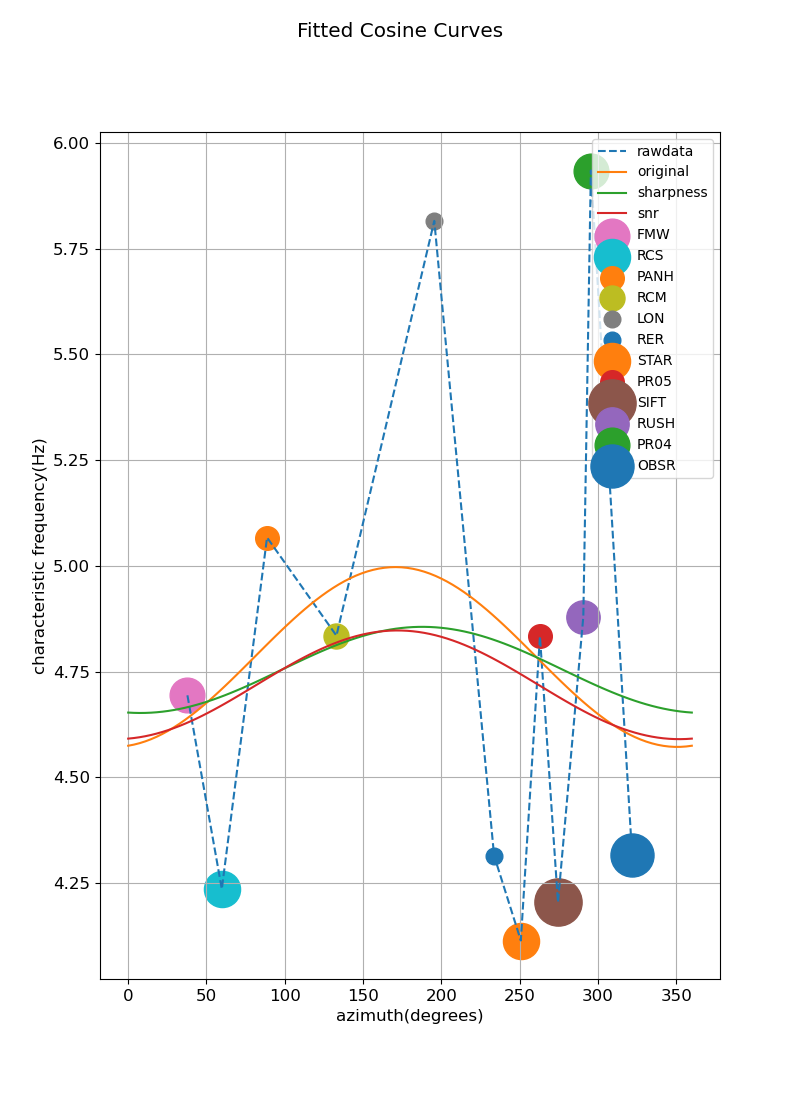 Fitted Cosine Curves
6.00
5.75
5.50
5.25
5.00
4.75
4.50
4.25
characteristic frequency(Hz)
0 50 100 150 200 250 300 350
azimuth(degrees)
rawdata
original
sharpness
snr
FMW
RCS
PANH
RCM
LON
RER
STAR
PR05
SIFT
RUSH
PR04
OBSR